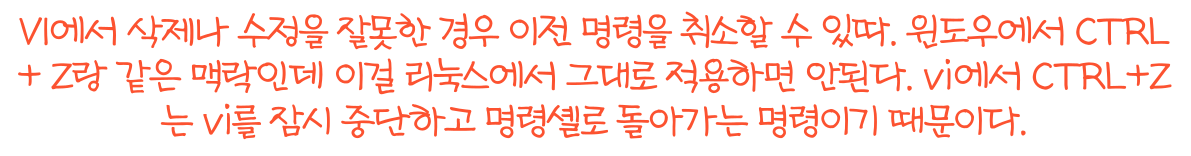 VI에서 삭제나 수정을 잘못한 경우 이전 명령을 취소할 수 있따. 윈도우에서 CTRL
+ Z랑 같은 맥락인데 이걸 리눅스에서 그대로 적용하면 안된다. vi에서 CTRL+Z
는 vi를 잠시 중단하고 명령셸로 돌아가는 명령이기 때문이다.